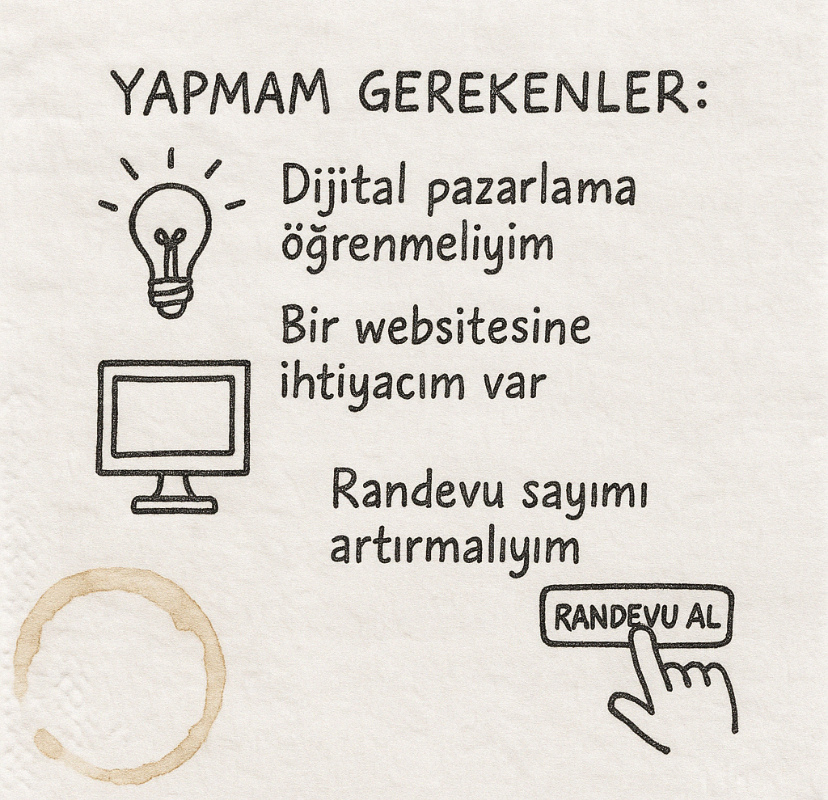 YAPMAM GEREKENLER:
Dijital pazarlama
öğrenmeliyim
Bir websitesine
ihtiyacım var
Randevu sayımı
artırmalıyım
RANDEVU AL